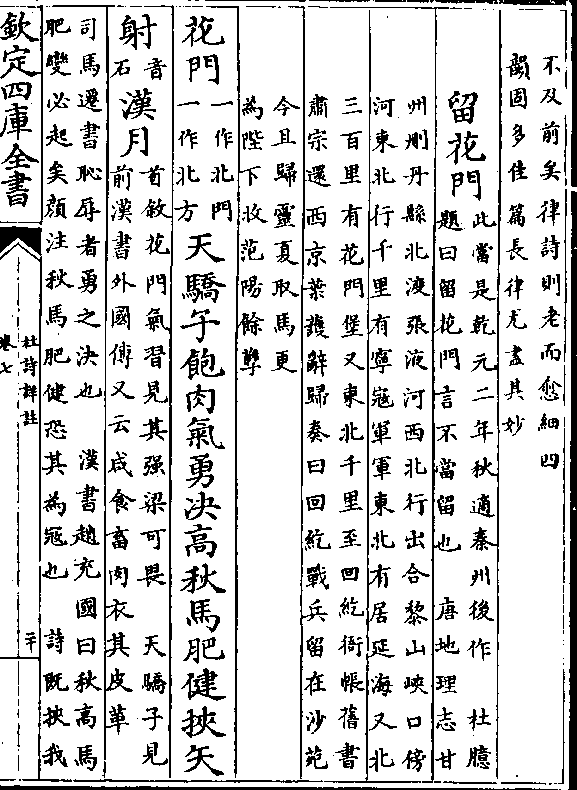 不及前矣律詩則老而愈細四
韻固多佳篇長律尤盡其妙
留花門
此當是乾元二年秋適秦州後作 杜臆
題曰留花門言不當留也 唐地理志甘
州刪丹縣北渡張液河西北行出合黎山峽口傍
河東北行千里有寧寇軍軍東北有居延海又北
三百里有花門堡又東北千里至回紇衙帳舊書
肅宗還西京葉護辭歸奏曰回紇戰兵留在沙苑
今且歸靈夏取馬更
為陛下收范陽餘孽
花門
一作北門
一作北方
天驕子飽肉氣勇决高秋馬肥健挾矢
射
音
石
漢月
首敘花門氣習見其强梁可畏 天驕子見
前漢書外國傳又云咸食畜肉衣其皮革
司馬遷書恥辱者勇之决也 漢書趙充國曰秋高馬
肥變必起矣顔注秋馬肥健恐其為寇也 詩既挾我
欽定四庫全書
杜詩詳註
卷七
二十